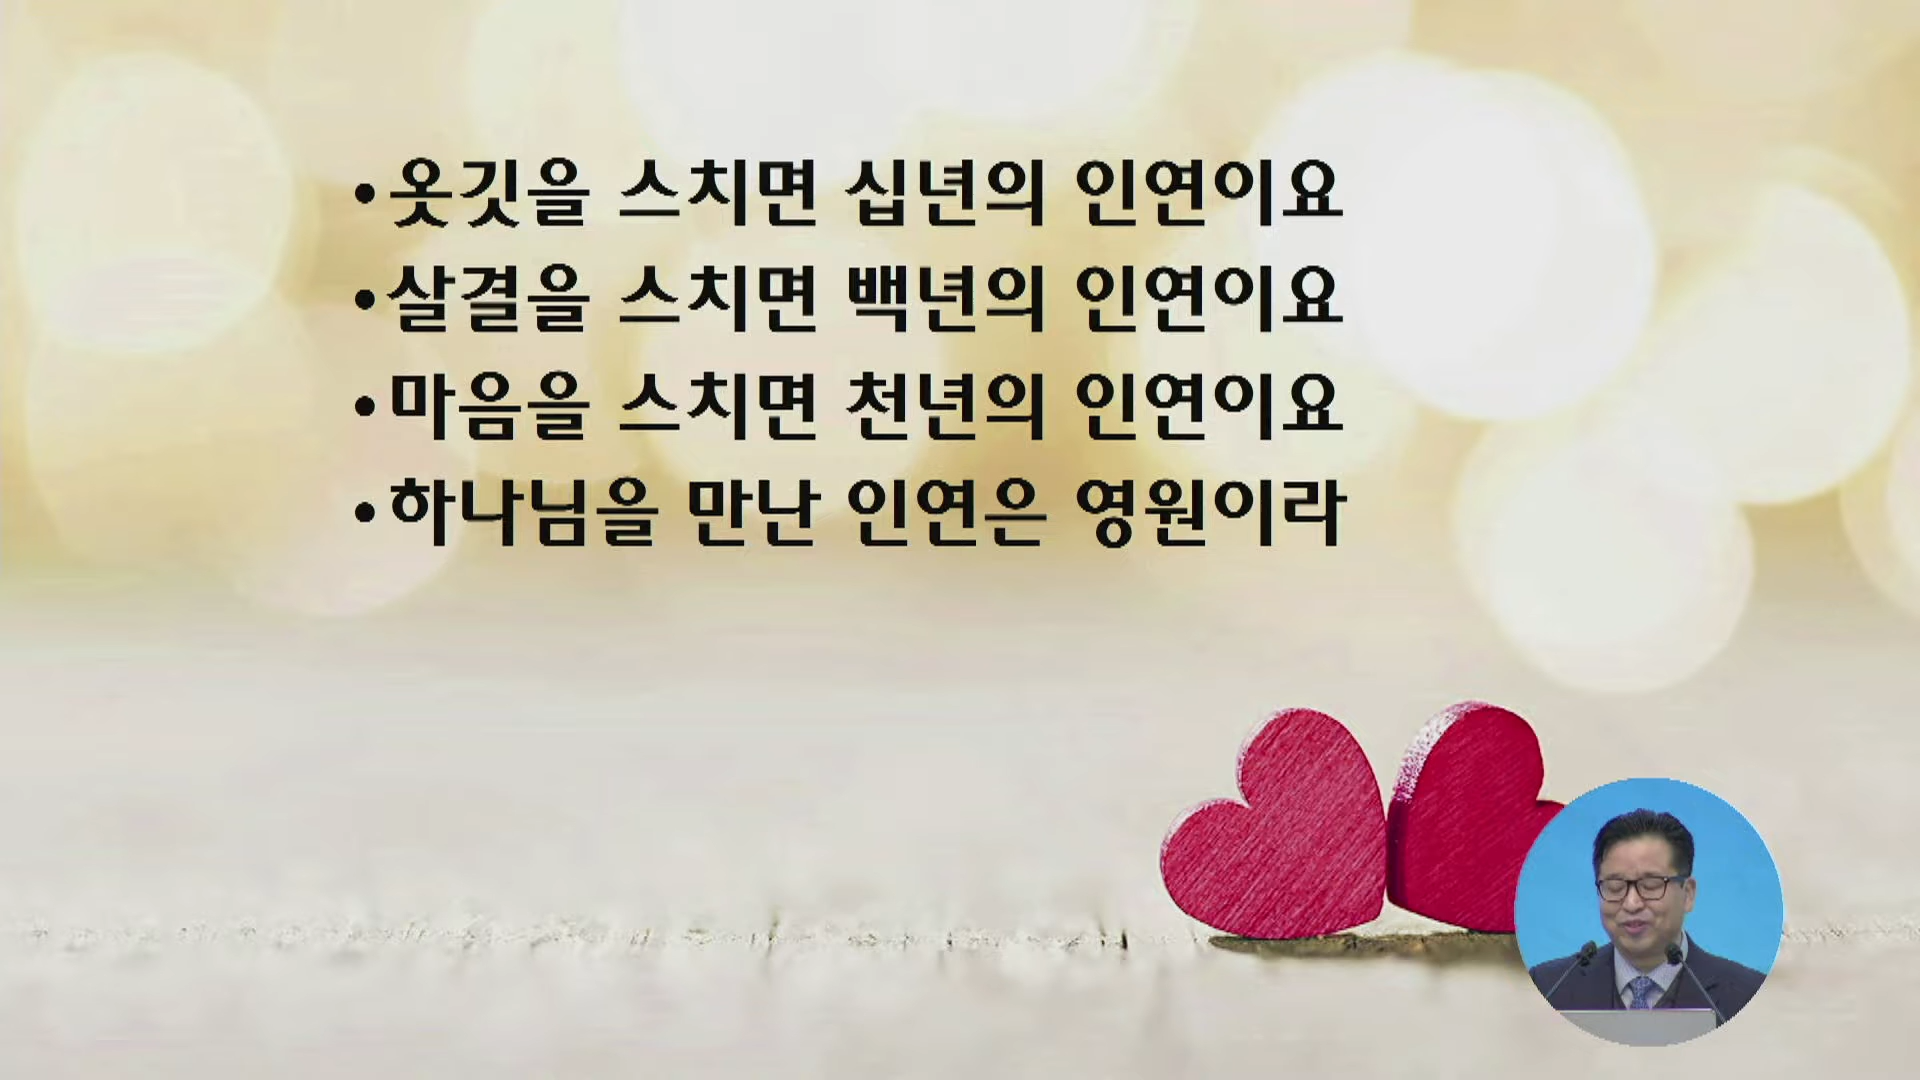 •옷깃을 스치면 십년의 인연이요
•살결을 스치면 백년의 인연이요
•마음을 스치면 천년의 인연이요
•하나님을 만난 인연은 영원이라